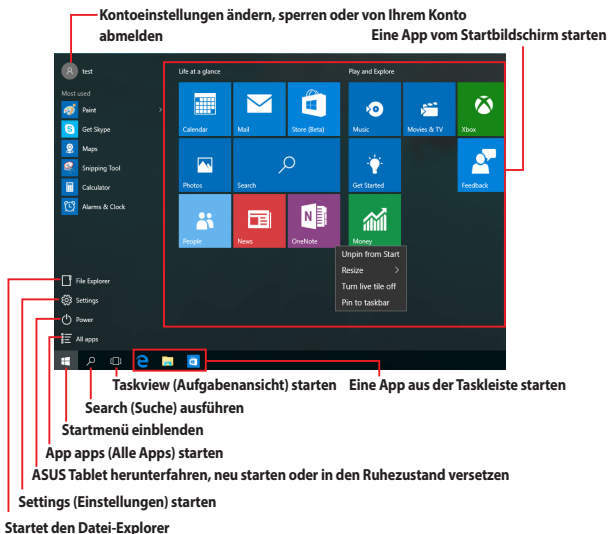 Kontoeinstellungen ändern, sperren oder von Ihrem Konto
abmelden
Eine App vom Startbildschirm starten
test
Life at a glance
Play and Explore
Most used
Paint
Get Skype
Maps
Snipping Tool
Calculator
Alarms & Clock
Calendar
Mail
Store (Beta)
Music
Movies & TV
Xbox
Photos
Search
Get Started
Feedback
People
News
OneNote
Money
Unpin from Start
Resize
Turn live tile off
Pin to taskbar
File Explorer
Settings
Power
All apps
Taskview (Aufgabenansicht) starten
Eine App aus der Taskleiste starten
Search (Suche) ausführen
Startmenü einblenden
App apps (Alle Apps) starten
ASUS Tablet herunterfahren, neu starten oder in den Ruhezustand versetzen
Settings (Einstellungen) starten
Startet den Datei-Explorer